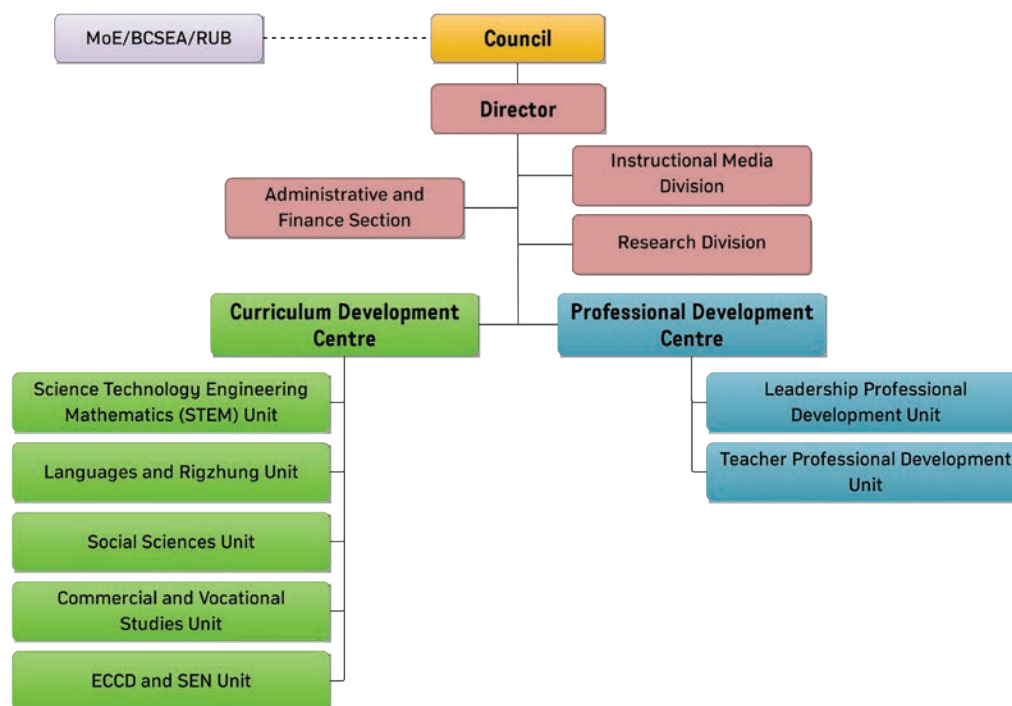 MoE/BCSEA/RUB
Council
Director
Instructional Media
Division
Administrative and
Finance Section
Research Division
Curriculum Development
Centre
Professional Development
Centre
Science Technology Engineering
Mathematics (STEM) Unit
Languages and Rigzhung Unit
Social Sciences Unit
Commercial and Vocational
Studies Unit
ECCD and SEN Unit
Leadership Professional
Development Unit
Teacher Professional Development
Unit